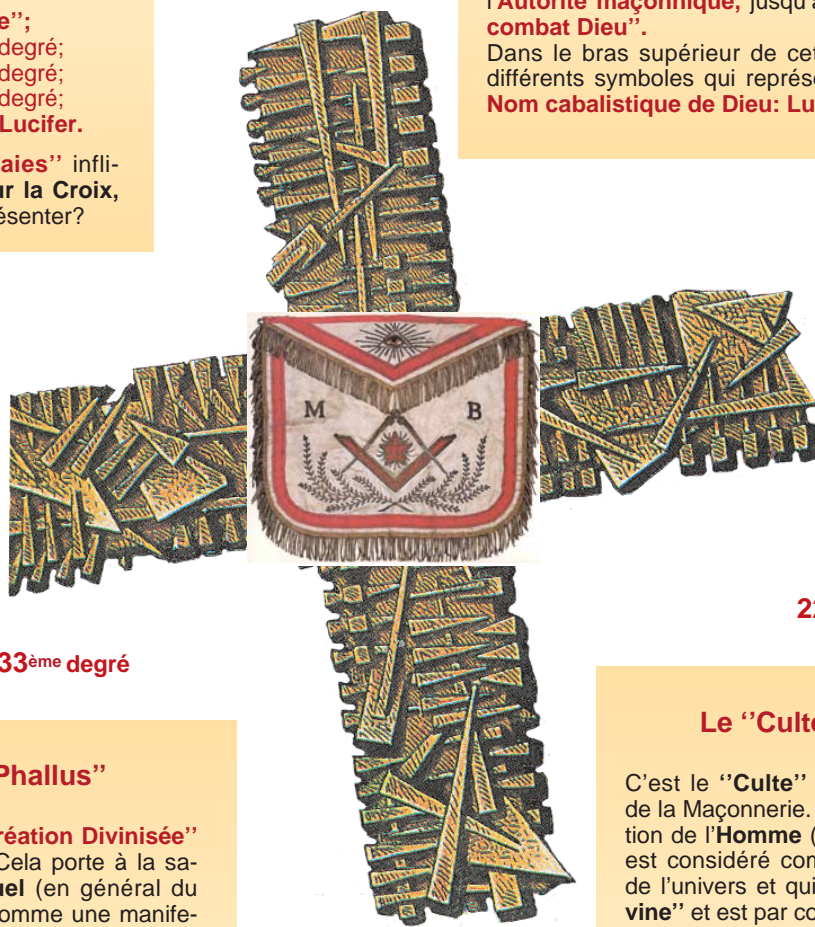 e’’;
degré;
degré;
degré;
Lucifer.
aies’’ infli-
ur la Croix,
ésenter?
l’Autorité maçonnique, jusqu’à
combat Dieu’’.
Dans le bras supérieur de cet
différents symboles qui représe
Nom cabalistique de Dieu: Lu
M B
33ème degré
22
Phallus’’
réation Divinisée’’
Cela porte à la sa-
uel (en général du
omme une manife-
Le ‘‘Culte
C’est le ‘‘Culte’’
de la Maçonnerie.
tion de l’Homme (
est considéré con
de l’univers et qui
vine’’ et est par co